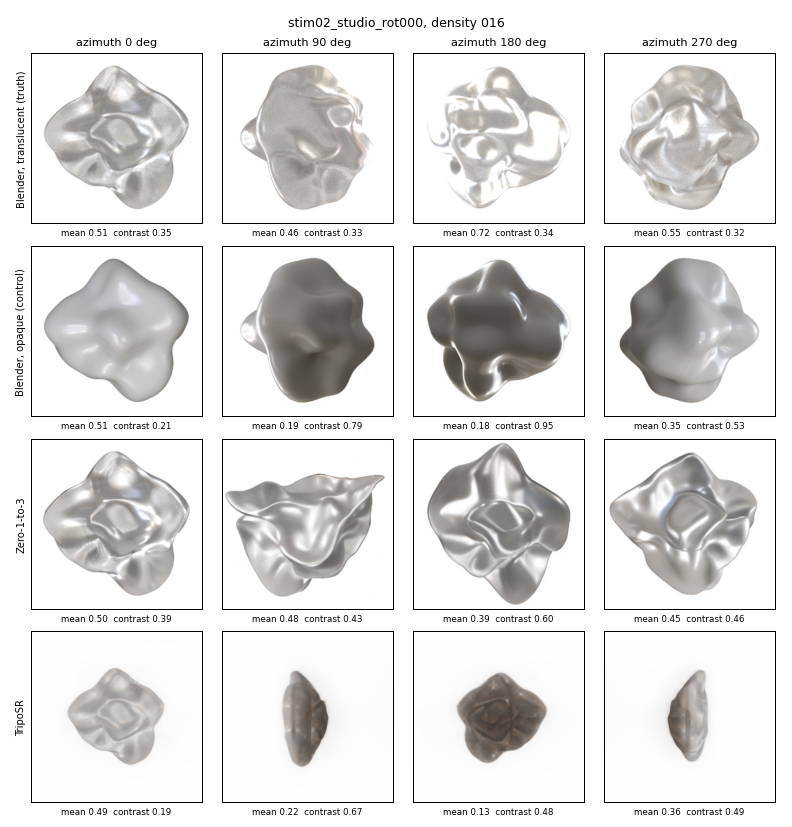 stim02_studio_rot000, density 016
azimuth 0 deg
azimuth 90 deg
azimuth 180 deg
azimuth 270 deg
Blender, translucent (truth)
mean 0.51  contrast 0.35
mean 0.46  contrast 0.33
mean 0.72  contrast 0.34
mean 0.55  contrast 0.32
Blender, opaque (control)
mean 0.51  contrast 0.21
mean 0.19  contrast 0.79
mean 0.18  contrast 0.95
mean 0.35  contrast 0.53
Zero-1-to-3
mean 0.50  contrast 0.39
mean 0.48  contrast 0.43
mean 0.39  contrast 0.60
mean 0.45  contrast 0.46
TripoSR
mean 0.49  contrast 0.19
mean 0.22  contrast 0.67
mean 0.13  contrast 0.48
mean 0.36  contrast 0.49